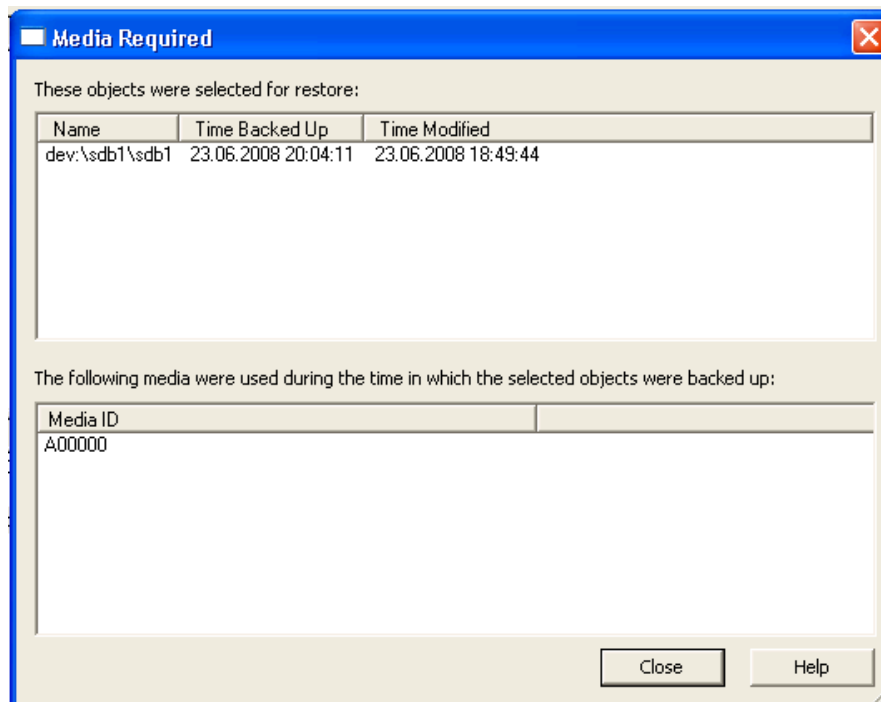 Media Required
These objects were selected for restore:
Name Time Backed Up Time Modified
dev:\sdb1\sdb1 23.06.2008 20:04:11 23.06.2008 18:49:44
The following media were used during the time in which the selected objects were backed up:
Media ID
A00000
Close Help